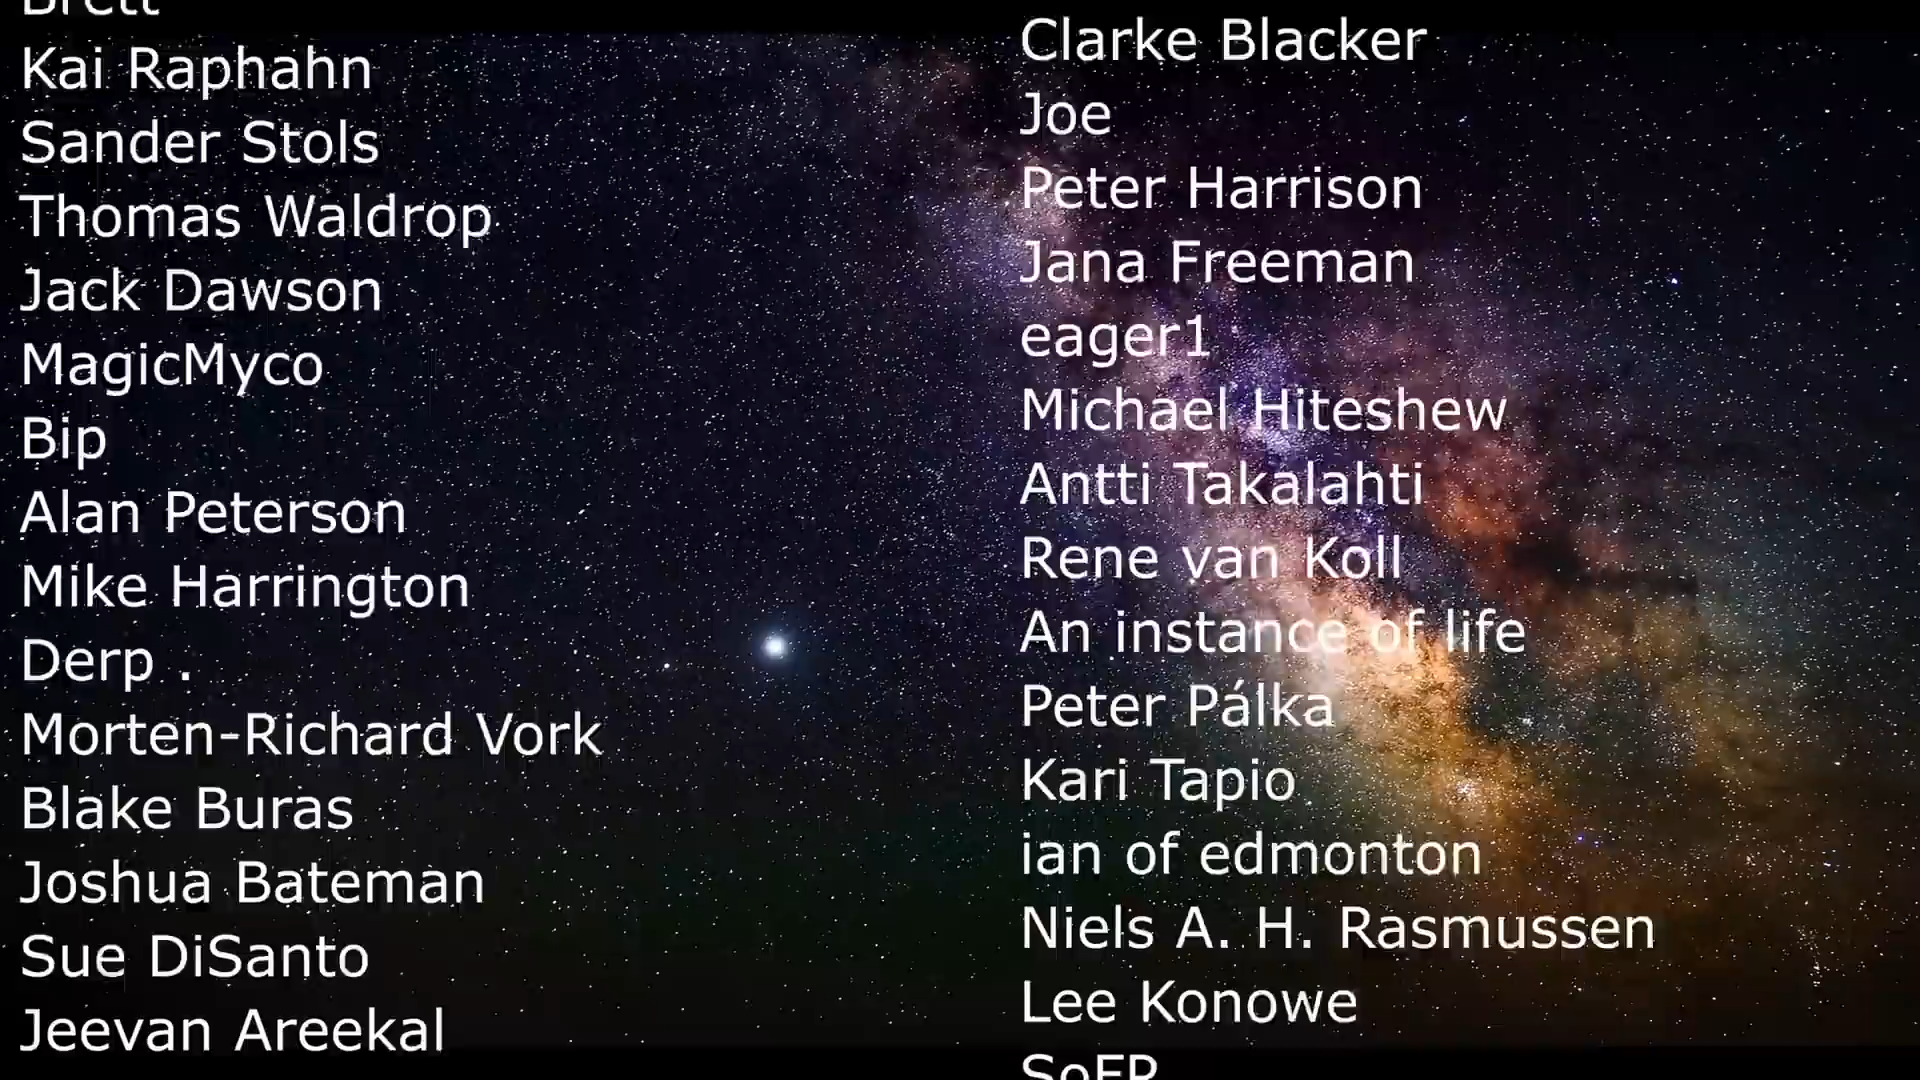 Brett
Kai Raphahn
Sander Stols
Thomas Waldrop
Jack Dawson
MagicMyco
Bip
Alan Peterson
Mike Harrington
Derp .
Morten-Richard Vork
Blake Buras
Joshua Bateman
Sue DiSanto
Jeevan Areekal
Clarke Blacker
Joe
Peter Harrison
Jana Freeman
eager1
Michael Hiteshew
Antti Takalahti
Rene van Koll
An instance of life
Peter Pálka
Kari Tapio
ian of edmonton
Niels A. H. Rasmussen
Lee Konowe